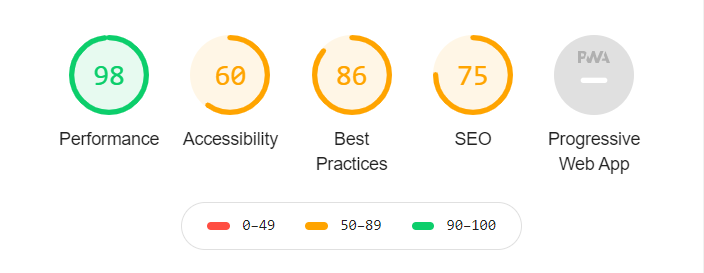 98
60
86
75
PWA
Performance
Accessibility
Best
Practices
SEO
Progressive
Web App
0–49
50–89
90–100